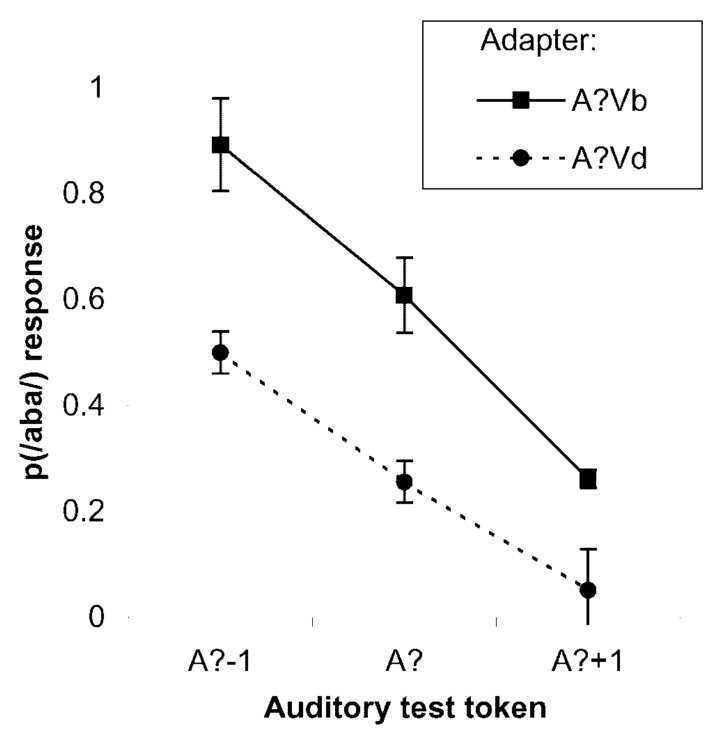 Adapter:
A?Vb
A?Vd
1
0.8
0.6
0.4
0.2
0
p(/aba/) response
A?-1
A?
A?+1
Auditory test token